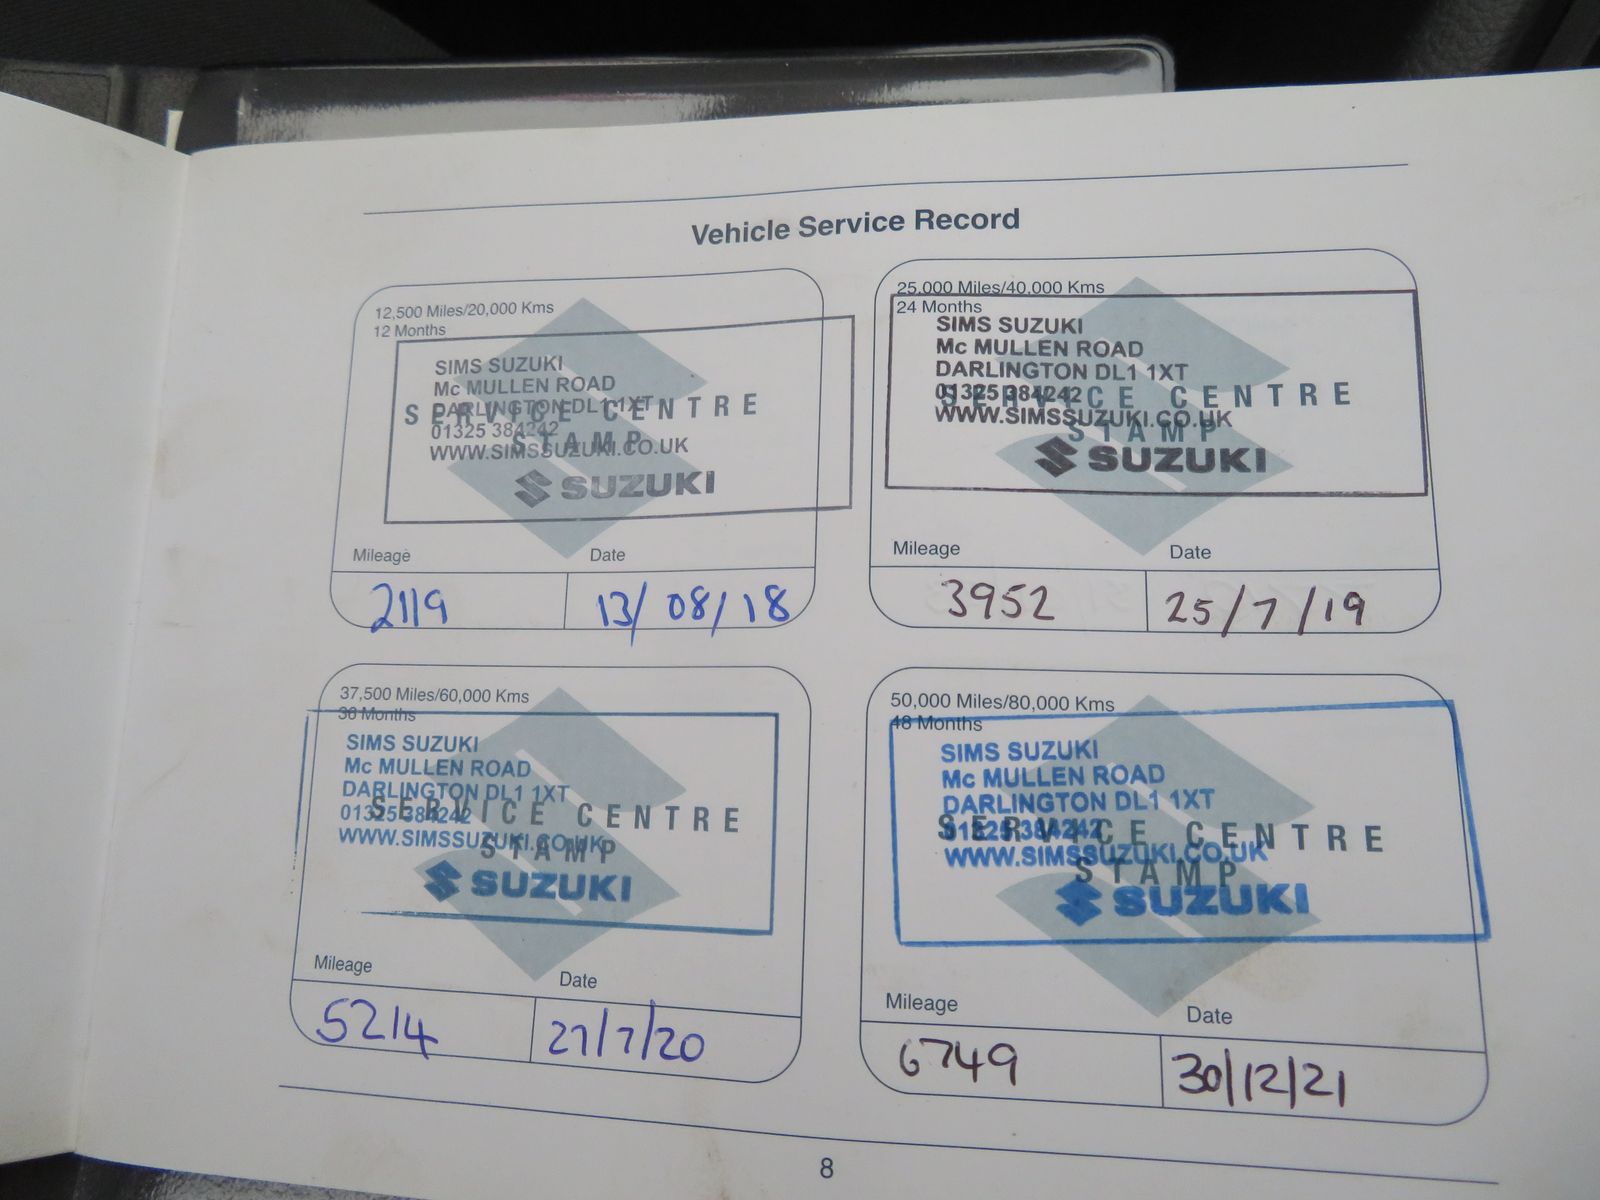 Vehicle Service Record
12,500 Miles/20,000 Kms
12 Months
SIMS SUZUKI
Mc MULLEN ROAD
DARLINGTON DL1 1XT
SERVICE CENTRE
01325 384242
STAMP
WWW.SIMSSUZUKI.CO.UK
SUZUKI
Mileage Date
2119 13/08/18
25,000 Miles/40,000 Kms
24 Months
SIMS SUZUKI
Mc MULLEN ROAD
DARLINGTON DL1 1XT
01325 384242
SERVICE CENTRE
WWW.SIMSSUZUKI.CO.UK
STAMP
SUZUKI
Mileage Date
3952 25/7/19
37,500 Miles/60,000 Kms
36 Months
SIMS SUZUKI
Mc MULLEN ROAD
DARLINGTON DL1 1XT
01325 384242
SERVICE CENTRE
WWW.SIMSSUZUKI.CO.UK
STAMP
SUZUKI
Mileage Date
5214 27/7/20
50,000 Miles/80,000 Kms
48 Months
SIMS SUZUKI
Mc MULLEN ROAD
DARLINGTON DL1 1XT
01325 384242
SERVICE CENTRE
WWW.SIMSSUZUKI.CO.UK
STAMP
SUZUKI
Mileage Date
6749 30/12/21
8